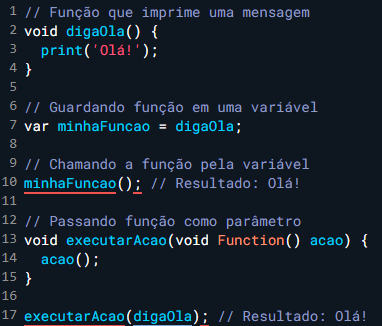 1 // Função que imprime uma mensagem
2 void digaOla() {
3   print('Olá!');
4 }
5
6 // Guardando função em uma variável
7 var minhaFuncao = digaOla;
8
9 // Chamando a função pela variável
10 minhaFuncao(); // Resultado: Olá!
11
12 // Passando função como parâmetro
13 void executarAcao(void Function() acao) {
14   acao();
15 }
16
17 executarAcao(digaOla); // Resultado: Olá!